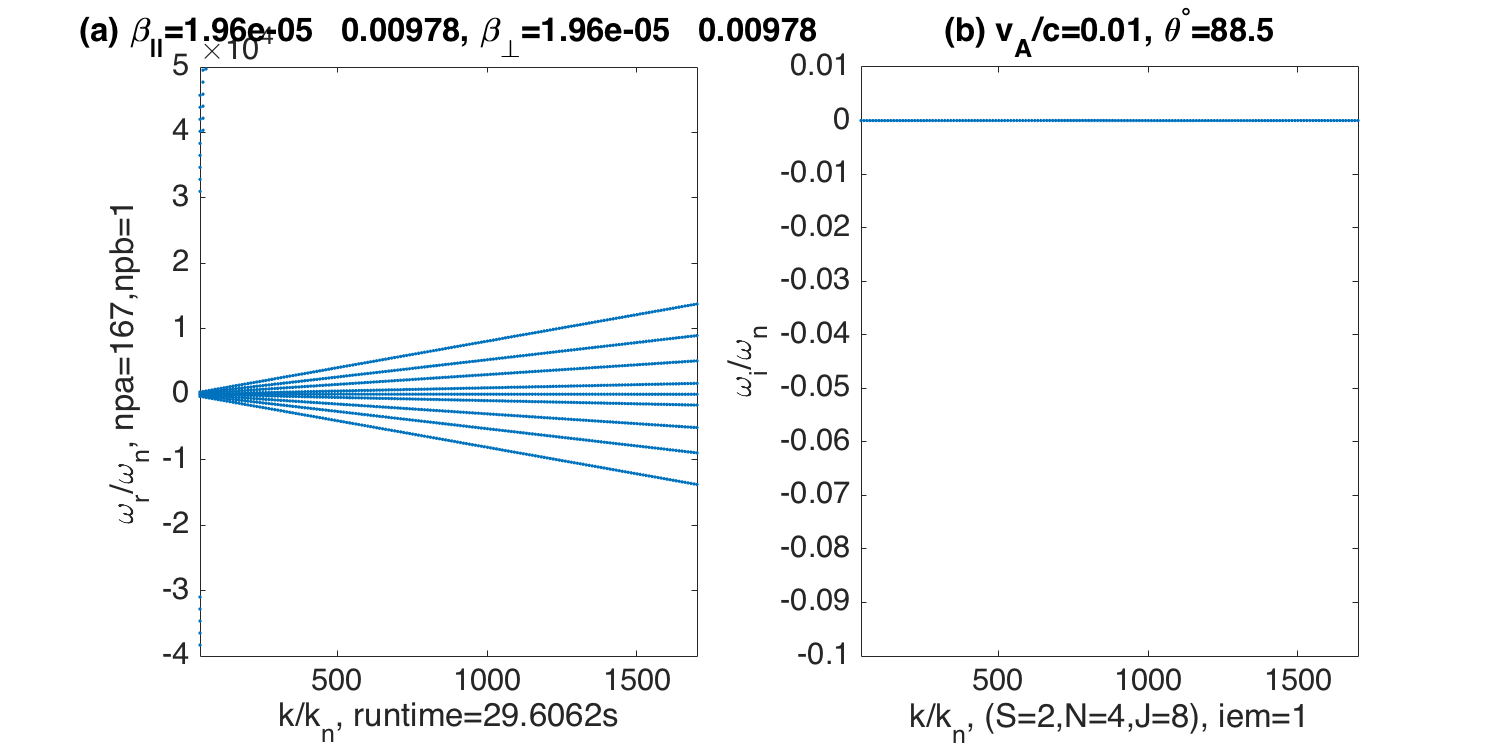 (a) β||=1.96e-05 0.00978, β⊥=1.96e-05 0.00978
(b) vA/c=0.01, θ°=88.5
×10⁴
5
4
3
2
1
0
-1
-2
-3
-4
ωr/ωn, npa=167,npb=1
500 1000 1500
k/kn, runtime=29.6062s
0.01
0
-0.01
-0.02
-0.03
-0.04
-0.05
-0.06
-0.07
-0.08
-0.09
-0.1
ωi/ωn
500 1000 1500
k/kn, (S=2,N=4,J=8), iem=1